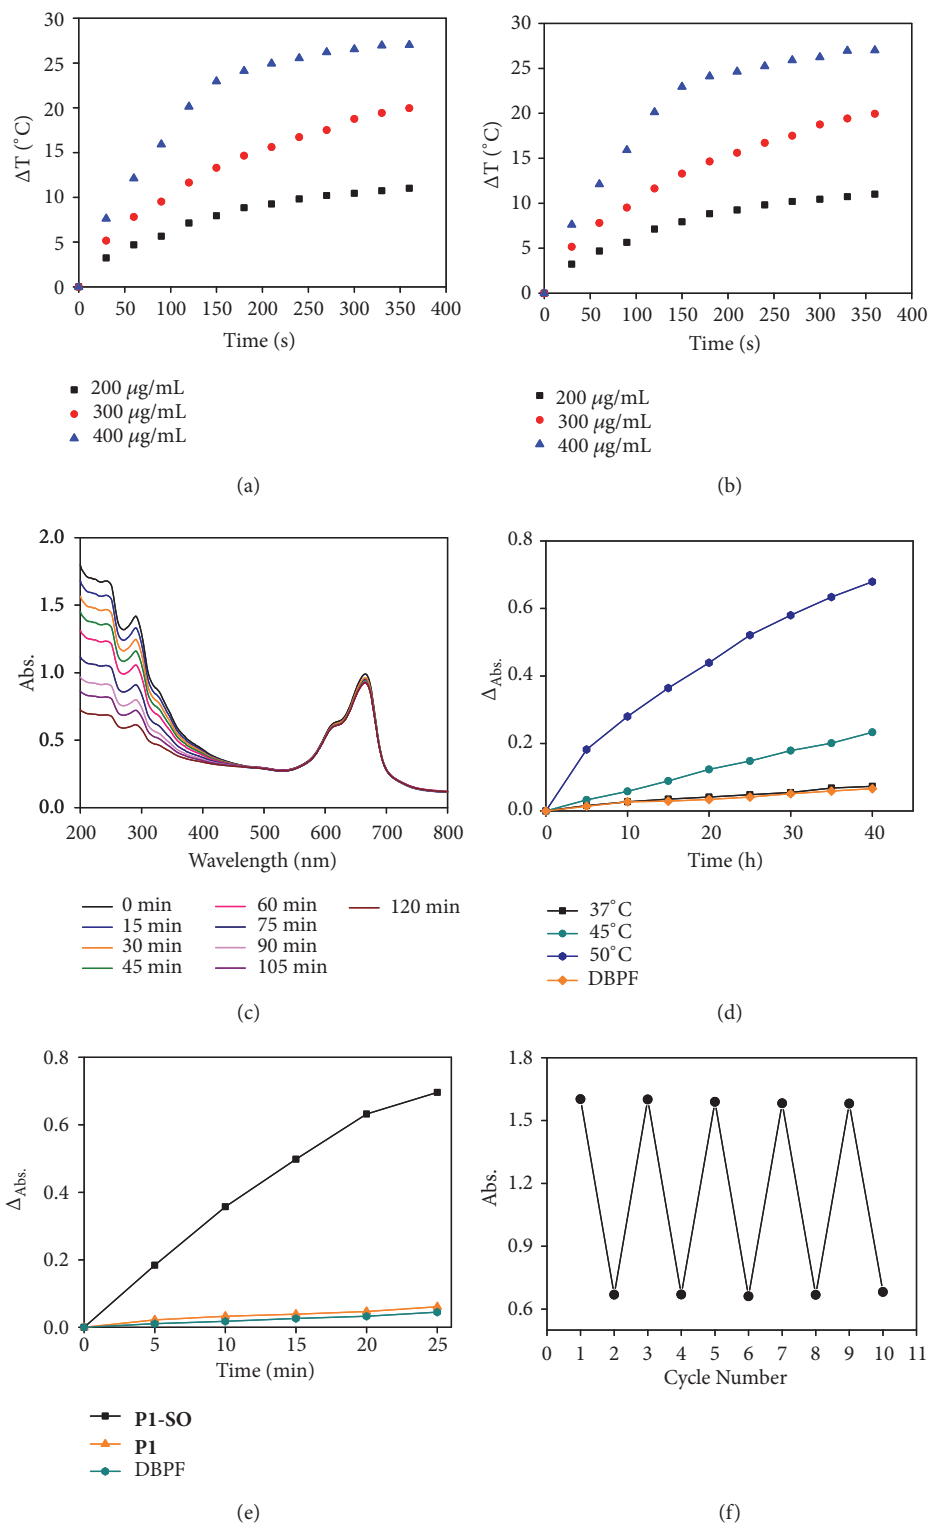 30
25
20
15
10
5
0
ΔT (°C)
0 50 100 150 200 250 300 350 400
Time (s)
200 μg/mL
300 μg/mL
400 μg/mL
(a)
30
25
20
15
10
5
0
ΔT (°C)
0 50 100 150 200 250 300 350 400
Time (s)
200 μg/mL
300 μg/mL
400 μg/mL
(b)
2.0
1.5
1.0
0.5
0.0
Abs.
200 300 400 500 600 700 800
Wavelength (nm)
0 min
15 min
30 min
45 min
60 min
75 min
90 min
105 min
120 min
(c)
0.8
0.6
0.4
0.2
0.0
ΔAbs.
0 10 20 30 40
Time (h)
37°C
45°C
50°C
DBPF
(d)
0.8
0.6
0.4
0.2
0.0
ΔAbs.
0 5 10 15 20 25
Time (min)
P1-SO
P1
DBPF
(e)
1.8
1.5
1.2
0.9
0.6
Abs.
0 1 2 3 4 5 6 7 8 9 10 11
Cycle Number
(f)